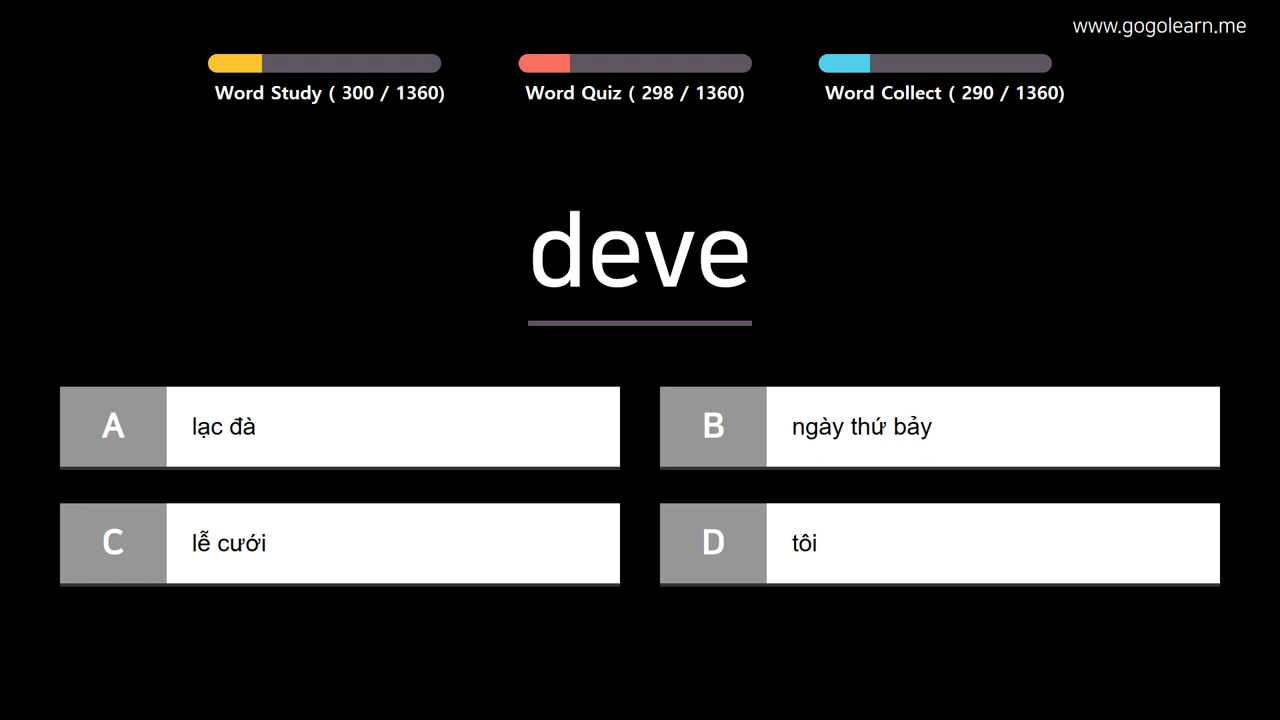 www.gogolearn.me
Word Study ( 300 / 1360)
Word Quiz ( 298 / 1360)
Word Collect ( 290 / 1360)
deve
A
lạc đà
B
ngày thứ bảy
C
lễ cưới
D
tôi